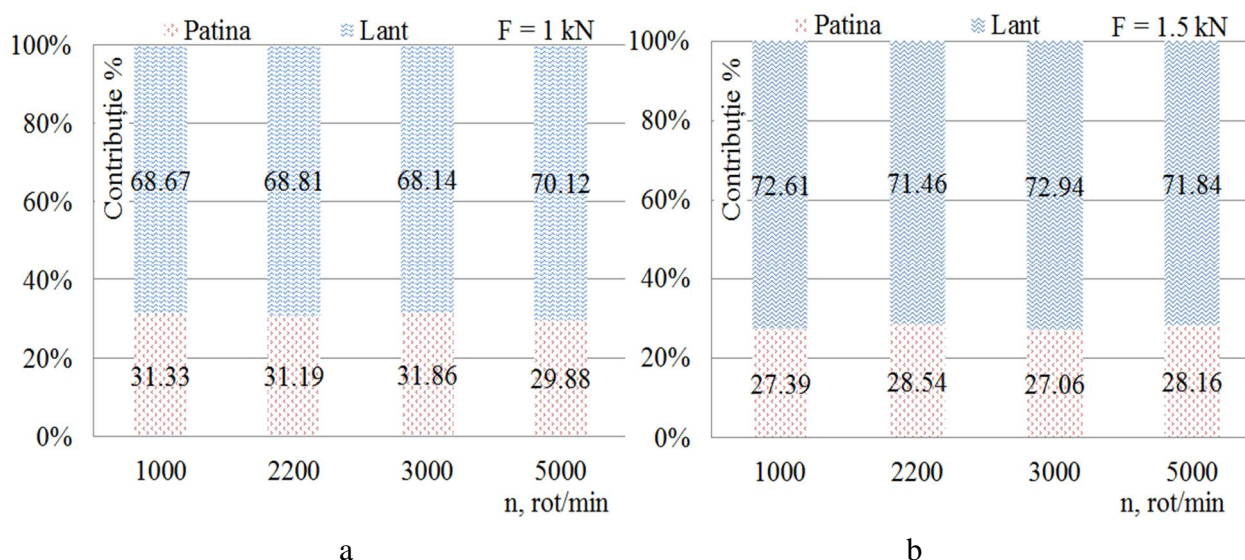 Patina Lant F = 1 kN
100%
80%
60%
40%
20%
0%
Contribuție %
68.67 68.81 68.14 70.12
31.33 31.19 31.86 29.88
1000 2200 3000 5000
n, rot/min
a
Patina Lant F = 1.5 kN
100%
80%
60%
40%
20%
0%
Contribuție %
72.61 71.46 72.94 71.84
27.39 28.54 27.06 28.16
1000 2200 3000 5000
n, rot/min
b